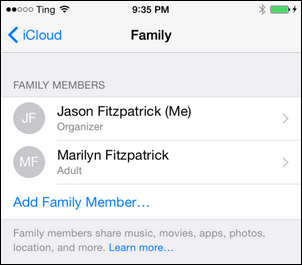 Ting 9:35 PM
iCloud Family
FAMILY MEMBERS
JF Jason Fitzpatrick (Me)
Organizer
MF Marilyn Fitzpatrick
Adult
Add Family Member...
Family members share music, movies, apps, photos,
location, and more. Learn more...